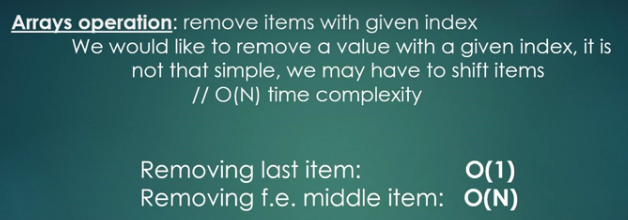 Arrays operation: remove items with given index
We would like to remove a value with a given index, it is
not that simple, we may have to shift items
// O(N) time complexity
Removing last item: O(1)
Removing f.e. middle item: O(N)